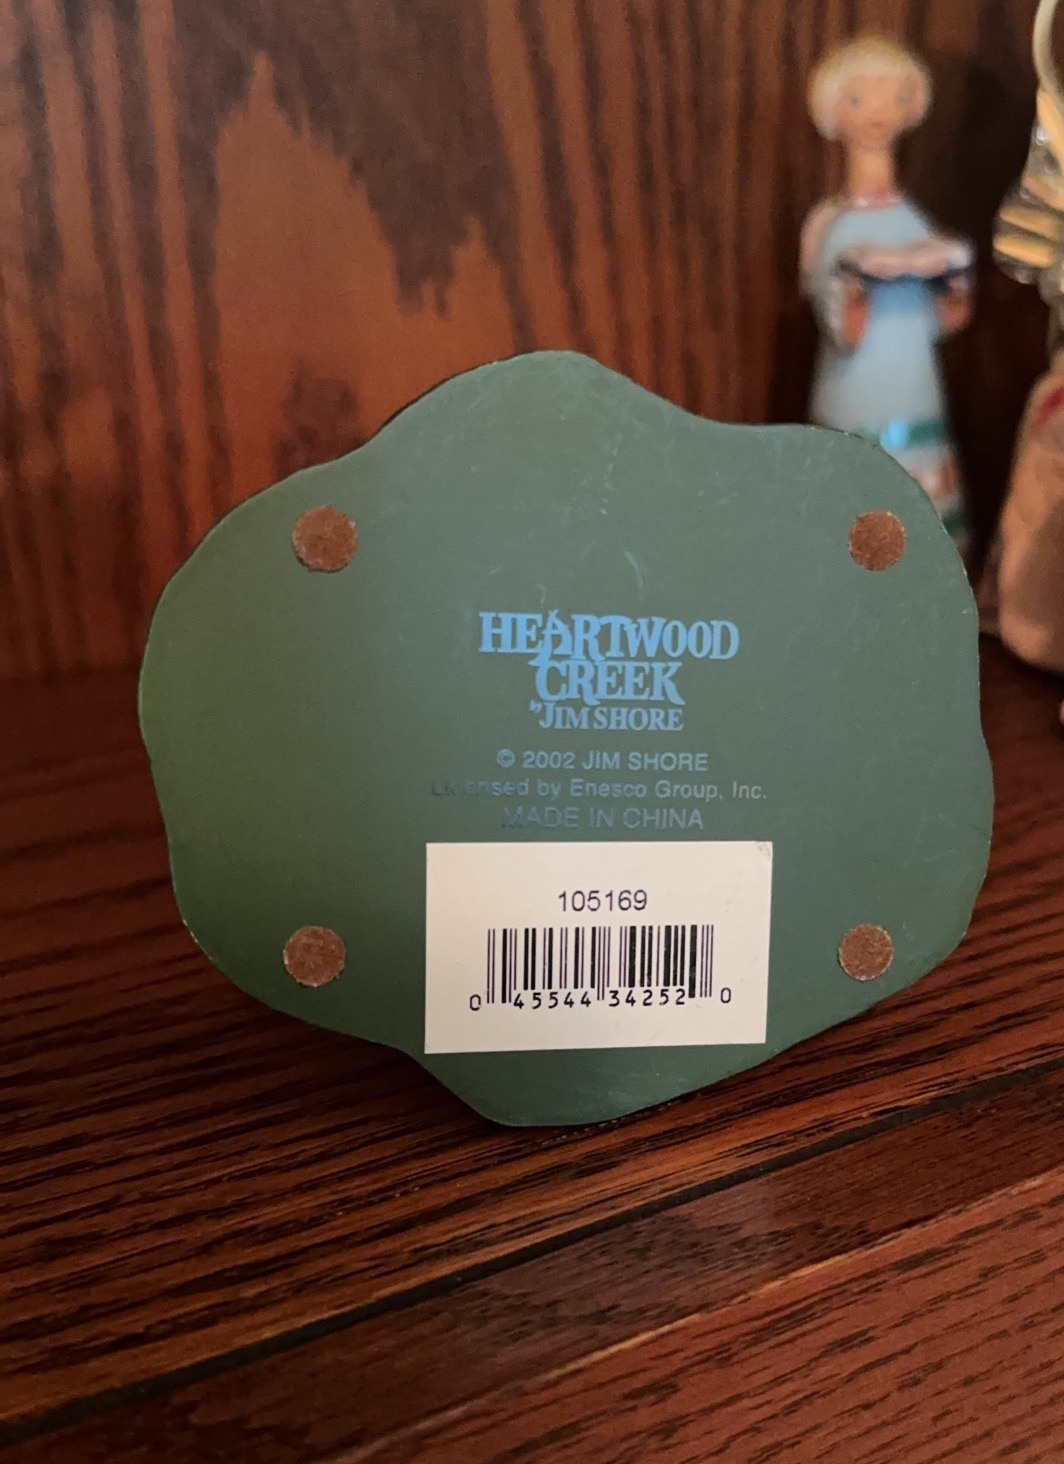 HEARTWOOD
CREEK
by JIM SHORE
© 2002 JIM SHORE
Licensed by Enesco Group, Inc.
MADE IN CHINA
105169
0 45544 34252 0